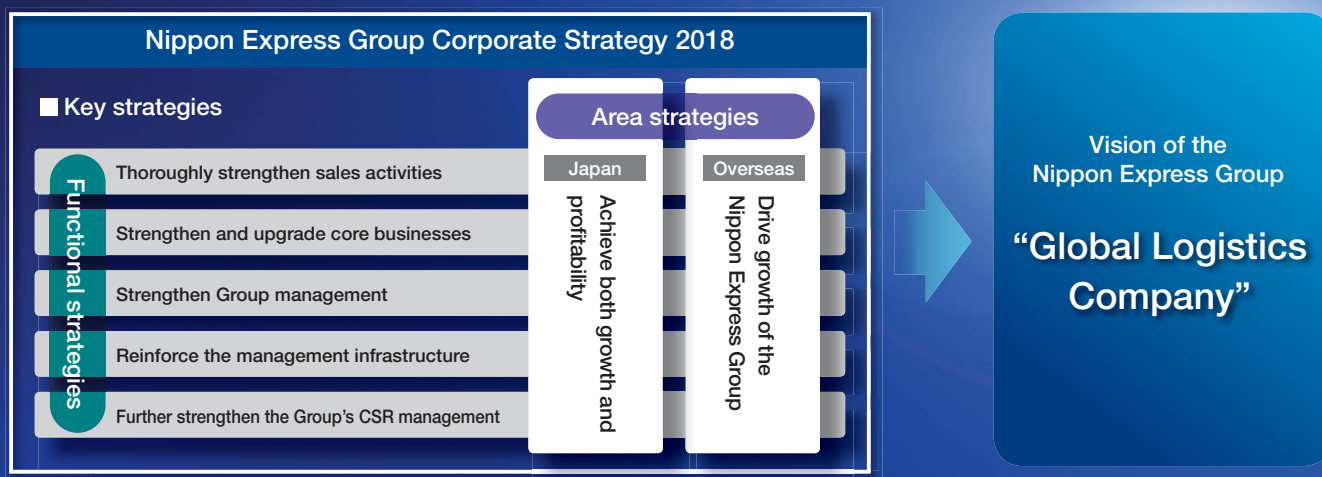 Nippon Express Group Corporate Strategy 2018
Key strategies
Area strategies
Functional strategies
Thoroughly strengthen sales activities
Strengthen and upgrade core businesses
Strengthen Group management
Reinforce the management infrastructure
Further strengthen the Group’s CSR management
Japan
Achieve both growth and
profitability
Overseas
Drive growth of the
Nippon Express Group
Vision of the
Nippon Express Group
“Global Logistics
Company”